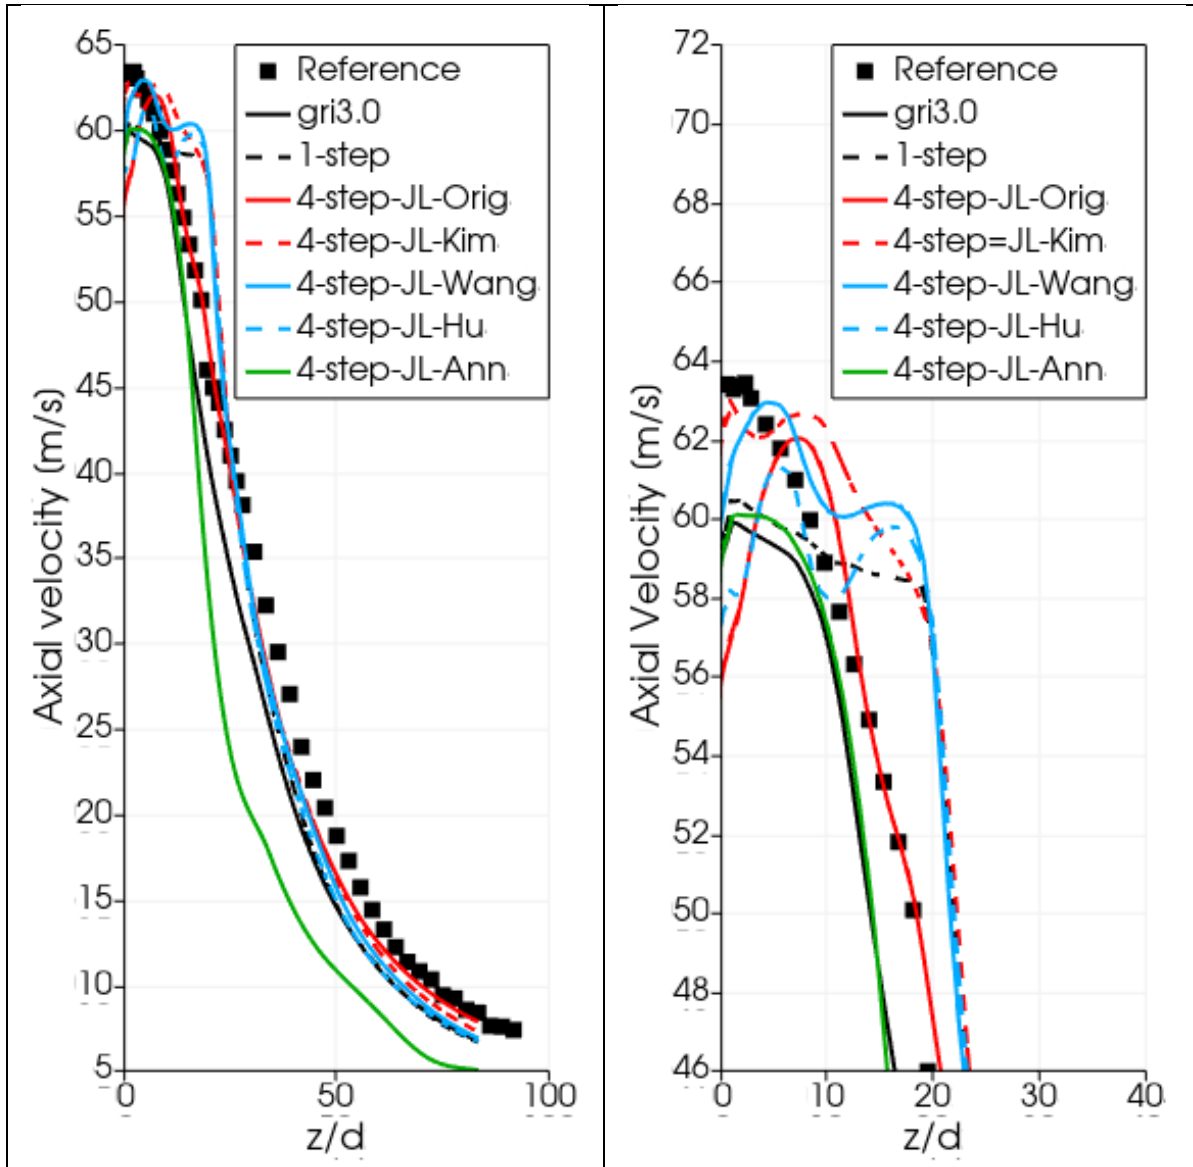 65
60
55
50
45
40
35
30
25
20
15
10
5
0
50
100
Axial velocity (m/s)
z/d
Reference
gri3.0
1-step
4-step-JL-Orig
4-step-JL-Kim
4-step-JL-Wang
4-step-JL-Hu
4-step-JL-Ann
72
70
68
66
64
62
60
58
56
54
52
50
48
46
0
10
20
30
40
Axial Velocity (m/s)
z/d
Reference
gri3.0
1-step
4-step-JL-Orig
4-step=JL-Kim
4-step-JL-Wang
4-step-JL-Hu
4-step-JL-Ann